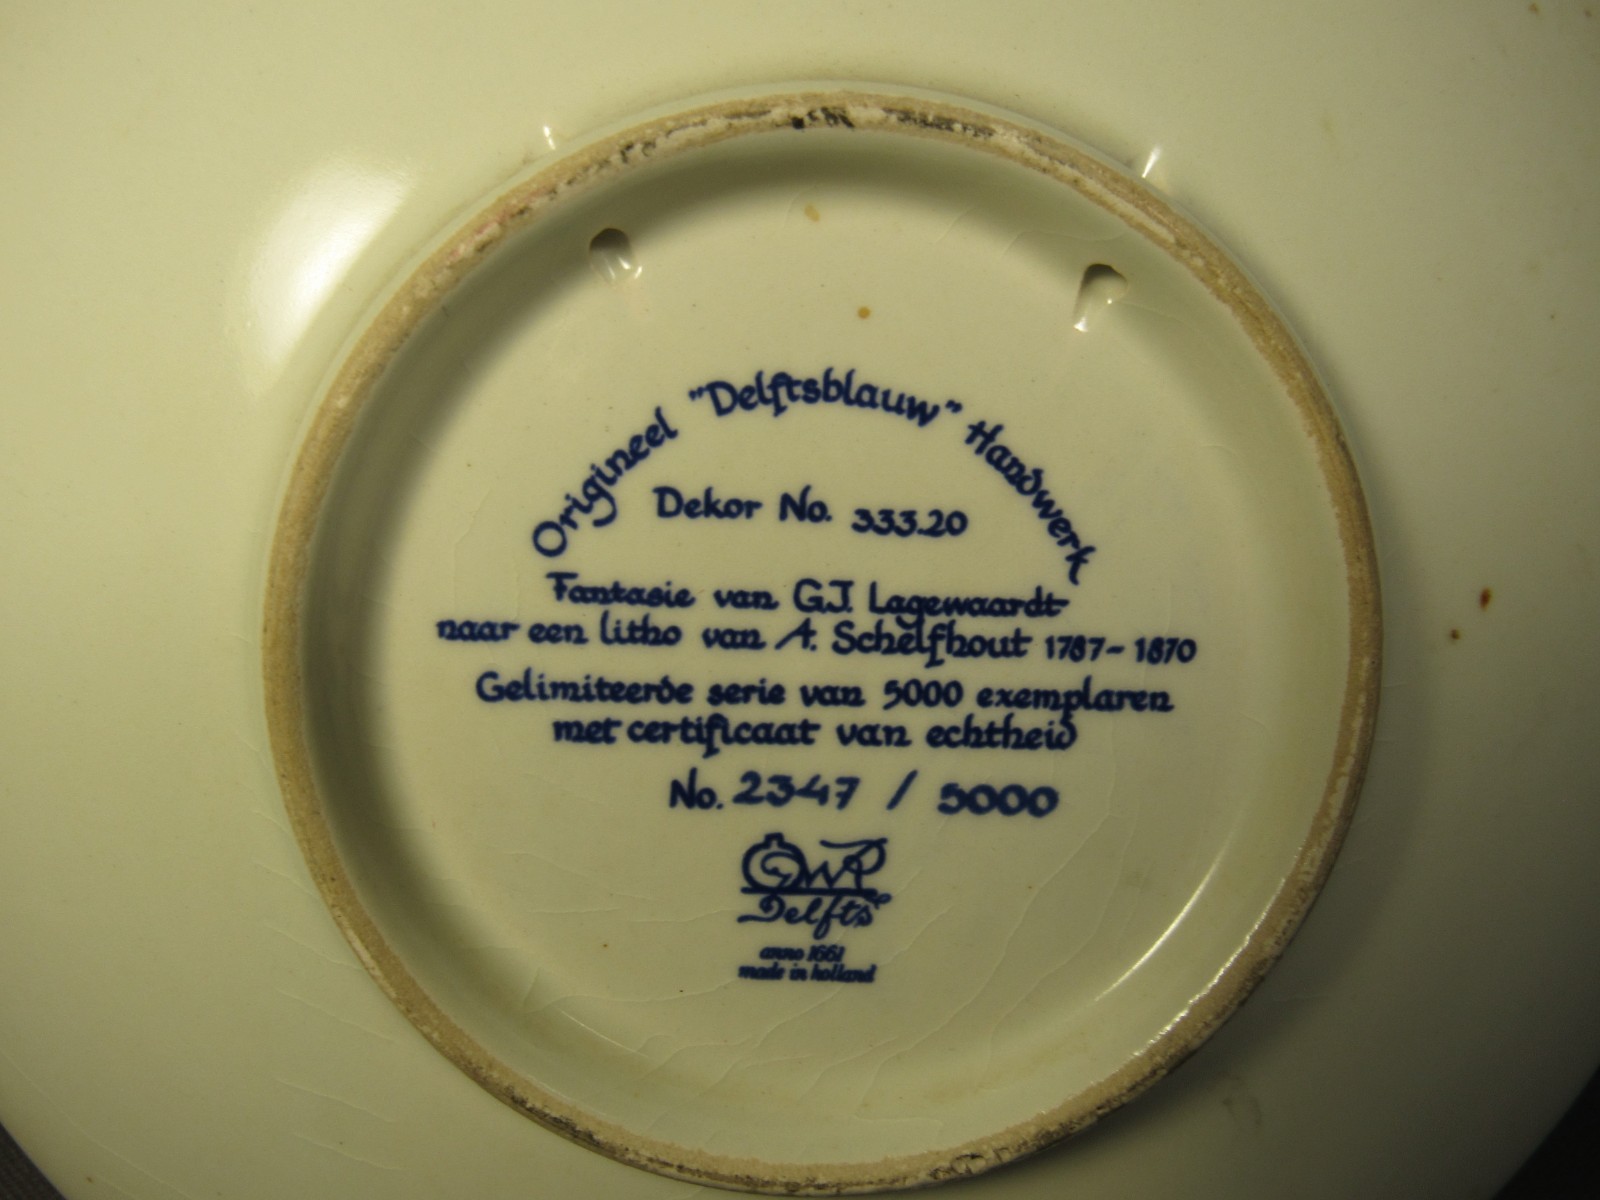 Origineel "Delftsblauw" Handwerk
Dekor No. 333.20
Fantasie van G.J. Lagewaardt
naar een litho van A. Schelfhout 1787-1870
Gelimiteerde serie van 5000 exemplaren
met certificaat van echtheid
No. 2347 / 5000
Delfts
anno 1661
made in holland